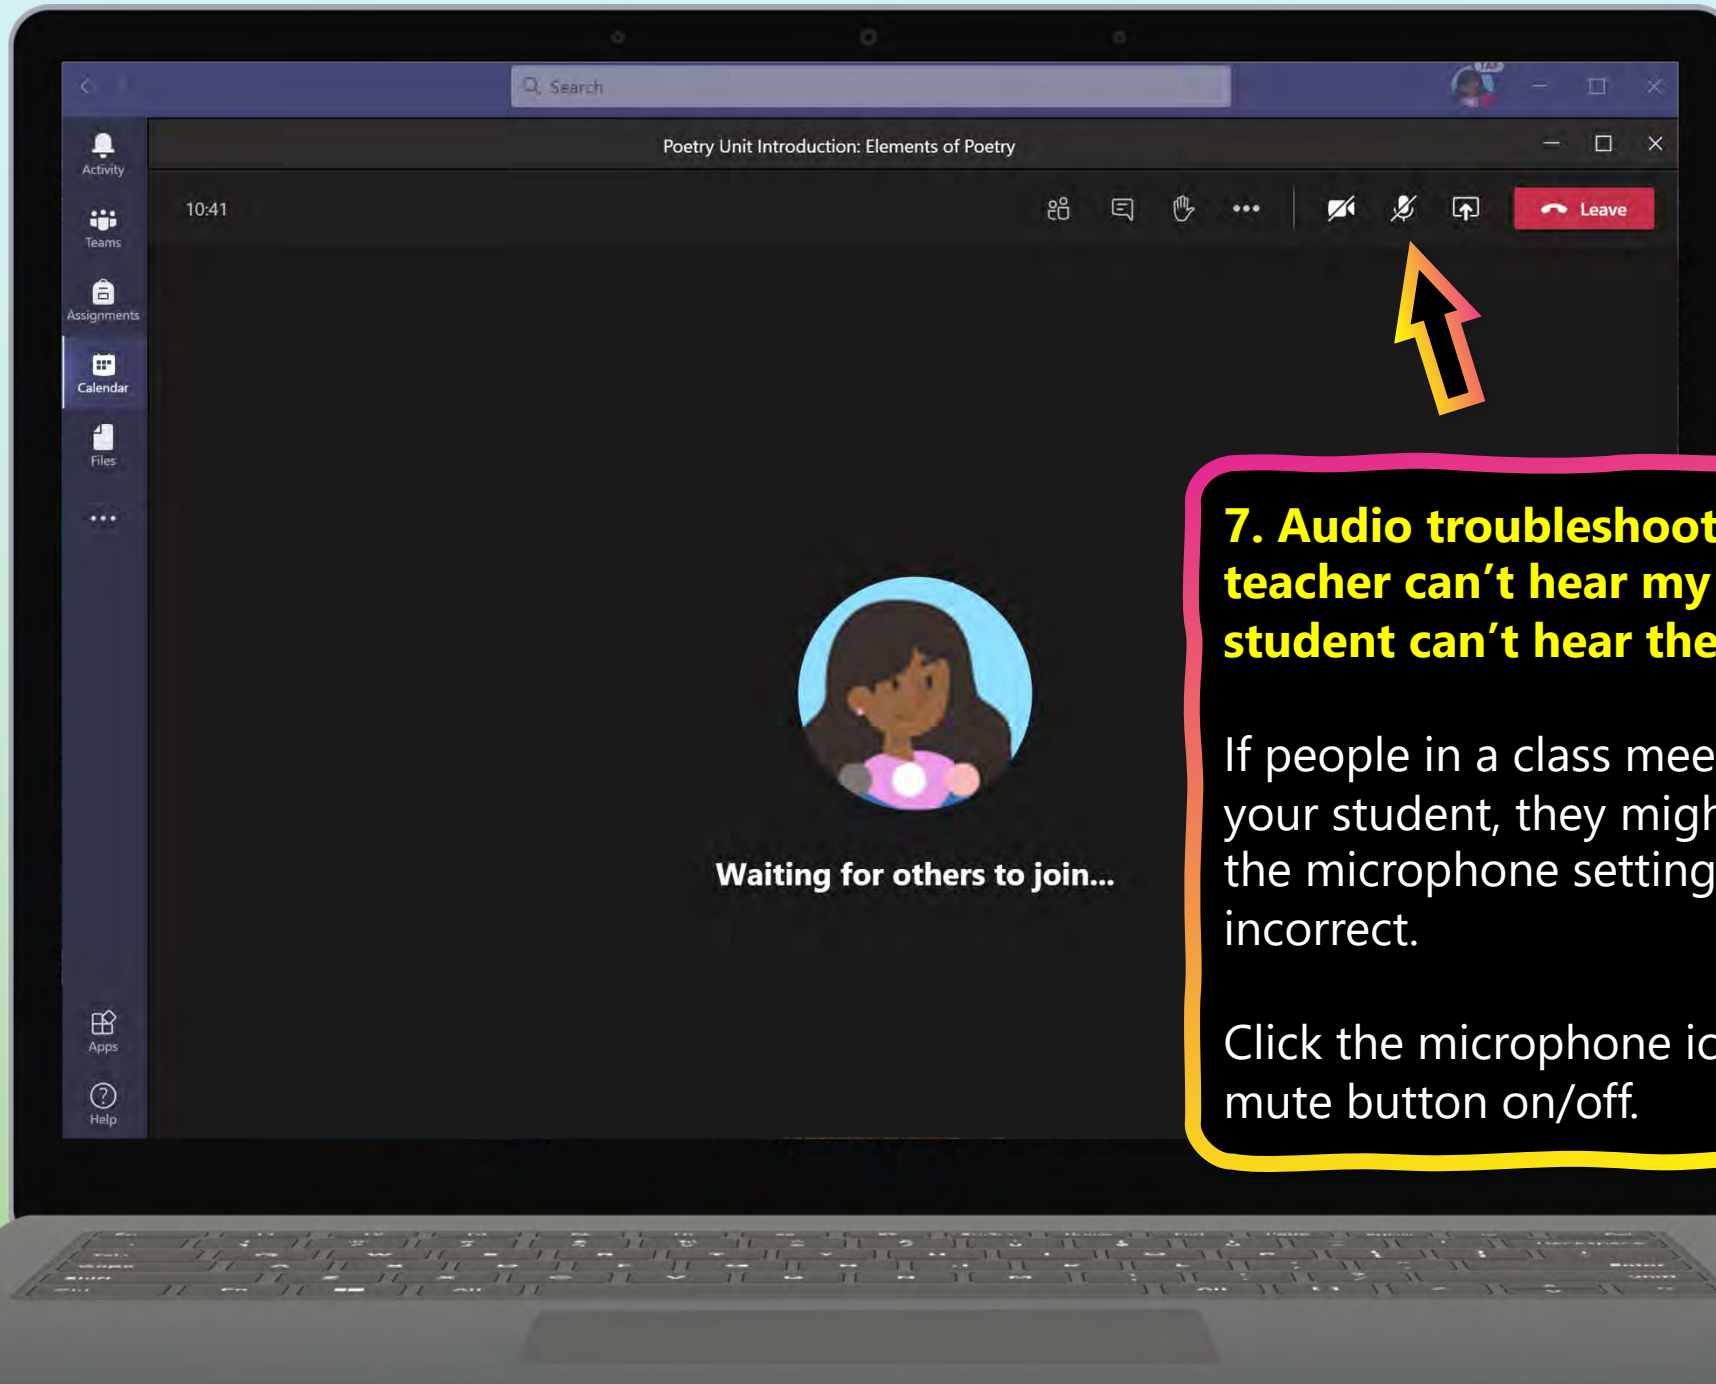 Search
Poetry Unit Introduction: Elements of Poetry
Activity
10:41
Leave
Teams
Assignments
Calendar
Files
7. Audio troubleshoot
teacher can’t hear my
student can’t hear the
If people in a class mee
your student, they migh
the microphone setting
incorrect.
Waiting for others to join...
Click the microphone ic
mute button on/off.
Apps
Help